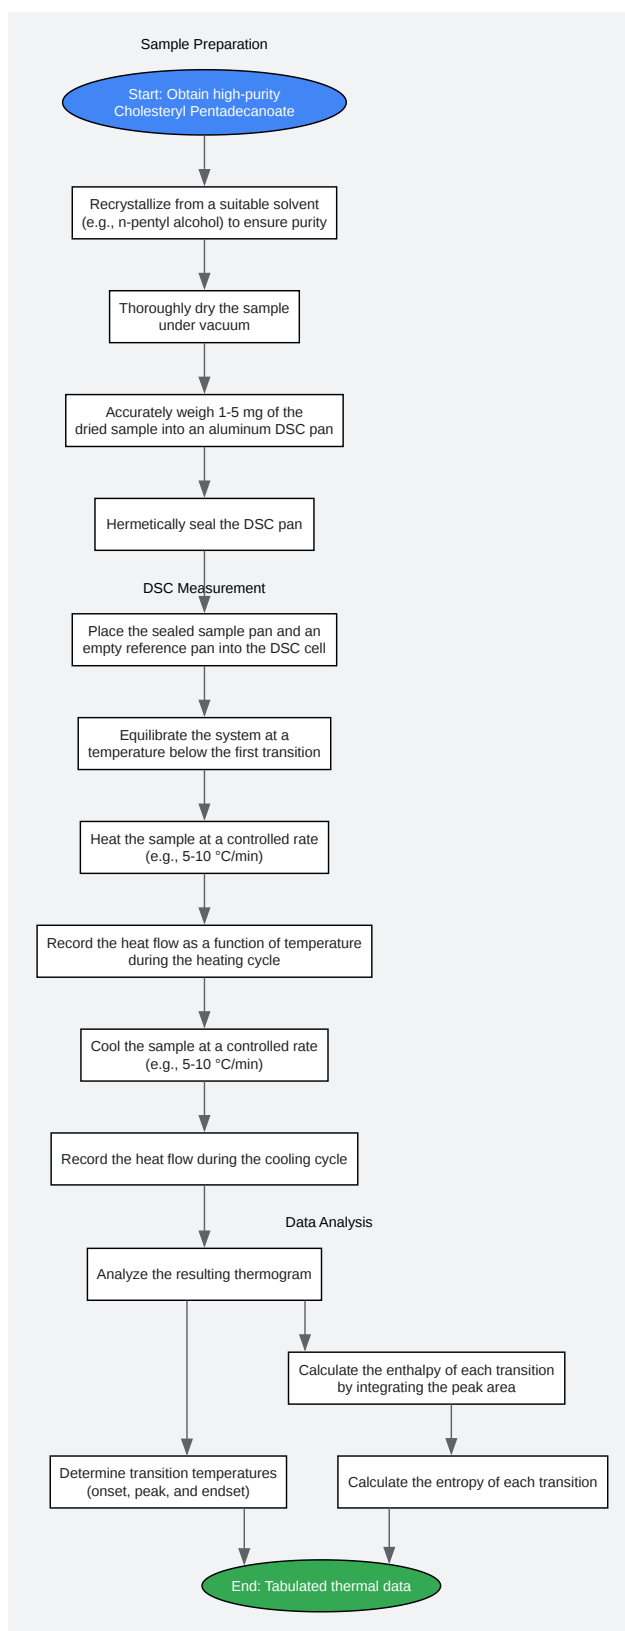 Sample Preparation
Start: Obtain high-purity
Cholesteryl Pentadecanoate
Recrystallize from a suitable solvent
(e.g., n-pentyl alcohol) to ensure purity
Thoroughly dry the sample
under vacuum
Accurately weigh 1-5 mg of the
dried sample into an aluminum DSC pan
Hermetically seal the DSC pan
DSC Measurement
Place the sealed sample pan and an
empty reference pan into the DSC cell
Equilibrate the system at a
temperature below the first transition
Heat the sample at a controlled rate
(e.g., 5-10 °C/min)
Record the heat flow as a function of temperature
during the heating cycle
Cool the sample at a controlled rate
(e.g., 5-10 °C/min)
Record the heat flow during the cooling cycle
Data Analysis
Analyze the resulting thermogram
Calculate the enthalpy of each transition
by integrating the peak area
Determine transition temperatures
(onset, peak, and endset)
Calculate the entropy of each transition
End: Tabulated thermal data